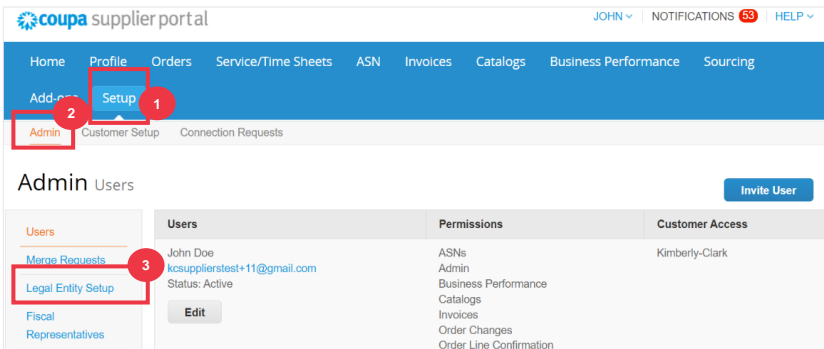 coupa supplier portal
JOHN NOTIFICATIONS 53 HELP
Home Profile Orders Service/Time Sheets ASN Invoices Catalogs Business Performance Sourcing
Add-ons Setup 1
2
Admin Customer Setup Connection Requests
Admin Users
Invite User
Users
Merge Requests
3
Legal Entity Setup
Fiscal
Representatives
Users Permissions Customer Access
John Doe ASNs Kimberly-Clark
kcsupplierstest+11@gmail.com Admin
Status: Active Business Performance
Catalogs
Edit Invoices
Order Changes
Order Line Confirmation